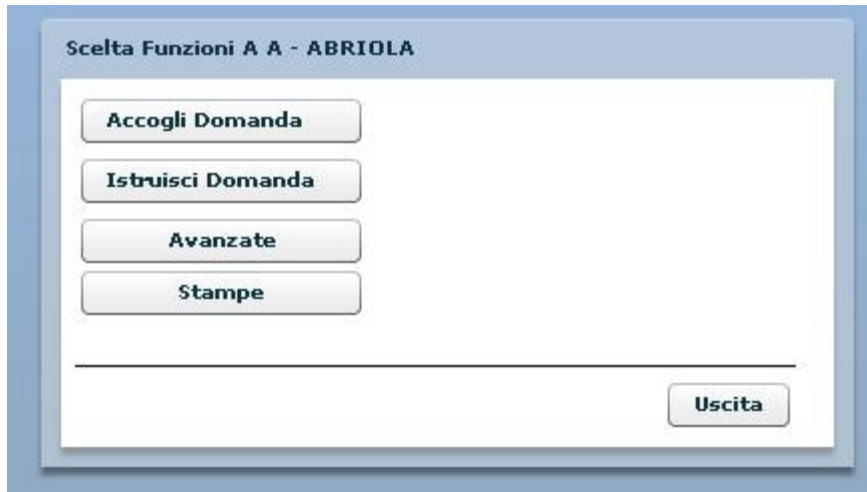 Scelta Funzioni A A - ABRIOLA
Accogli Domanda
Istruisci Domanda
Avanzate
Stampe
Uscita